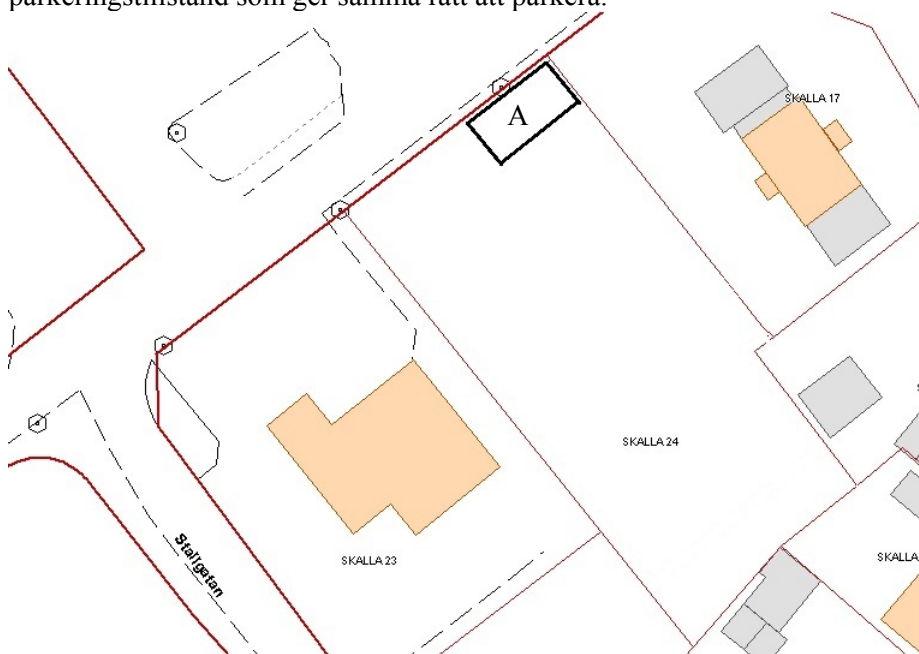 parkeringstillstånd som ger samma rätt att parkera.
A
SKALLA 17
SKALLA 24
Stallgatan
SKALLA 23
SKALLA